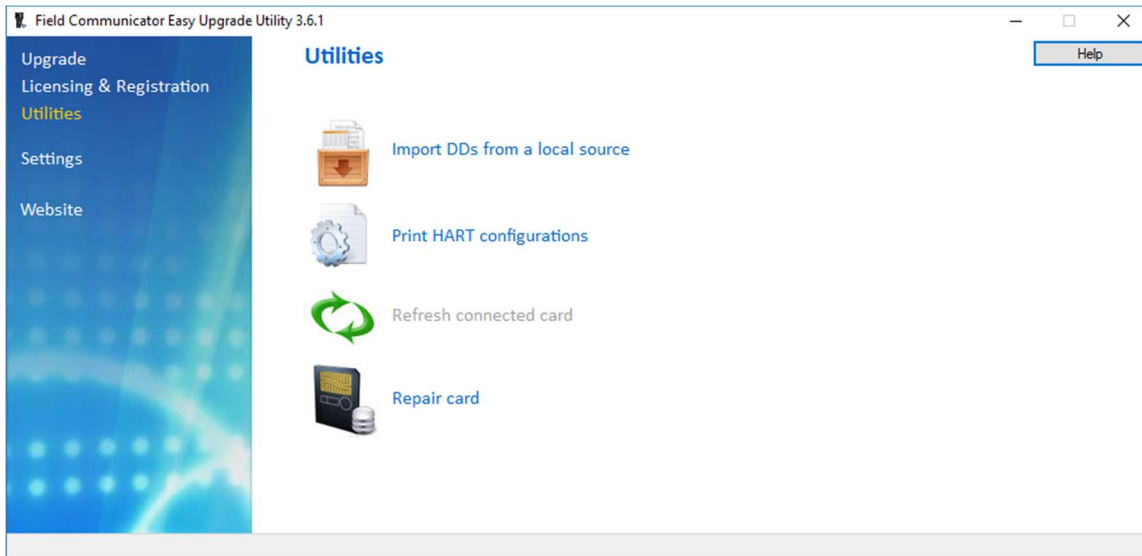 Field Communicator Easy Upgrade Utility 3.6.1
Upgrade
Licensing & Registration
Utilities
Settings
Website
Utilities
Help
Import DDs from a local source
Print HART configurations
Refresh connected card
Repair card